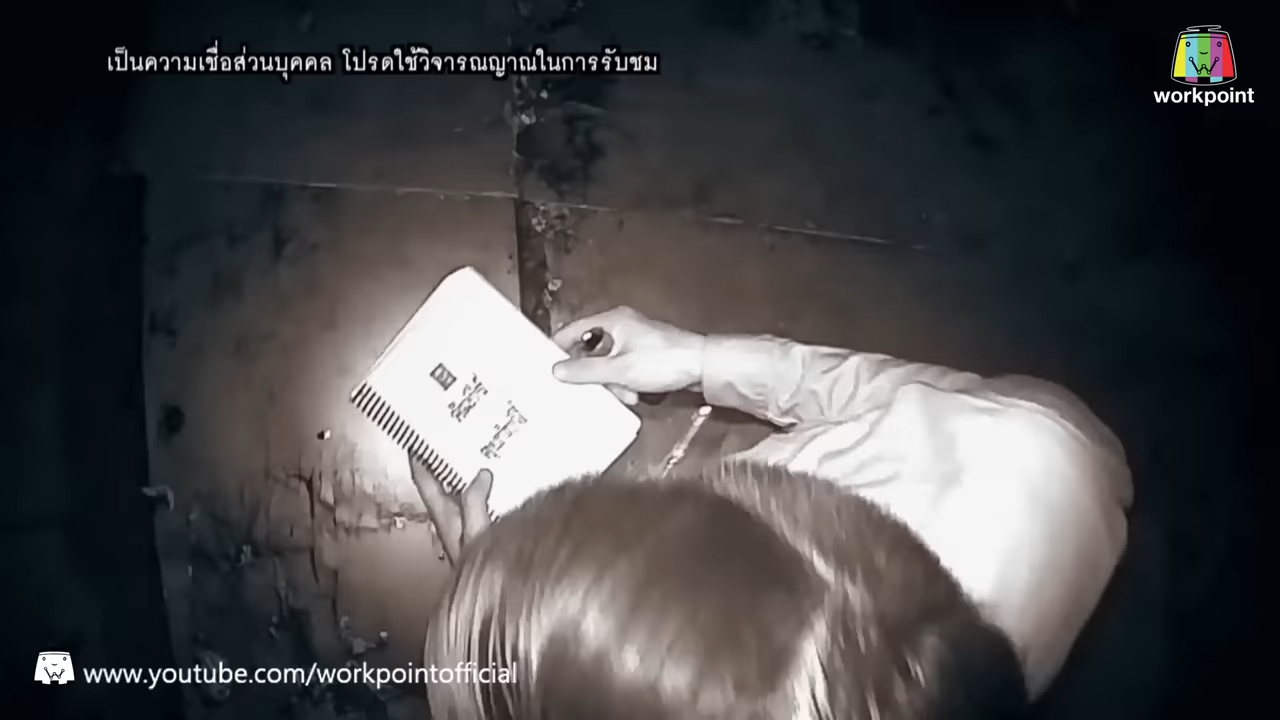 เป็นความเชื่อส่วนบุคคล โปรดใช้วิจารณญาณในการรับชม
workpoint
www.youtube.com/workpointofficial